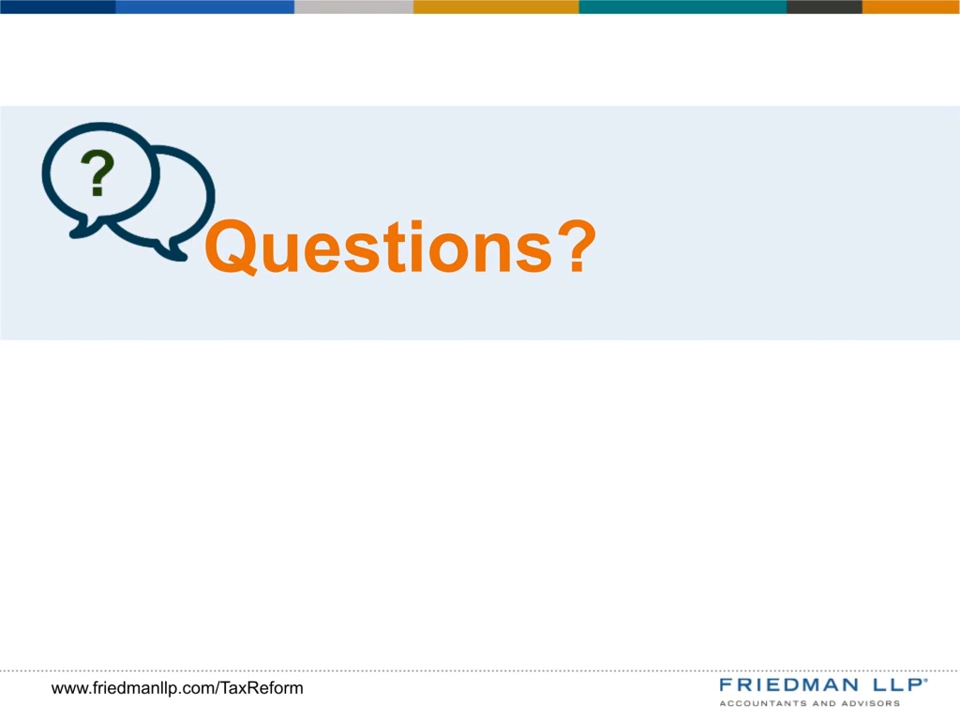 ?
Questions?
www.friedmanllp.com/TaxReform
FRIEDMAN LLP®
ACCOUNTANTS AND ADVISORS